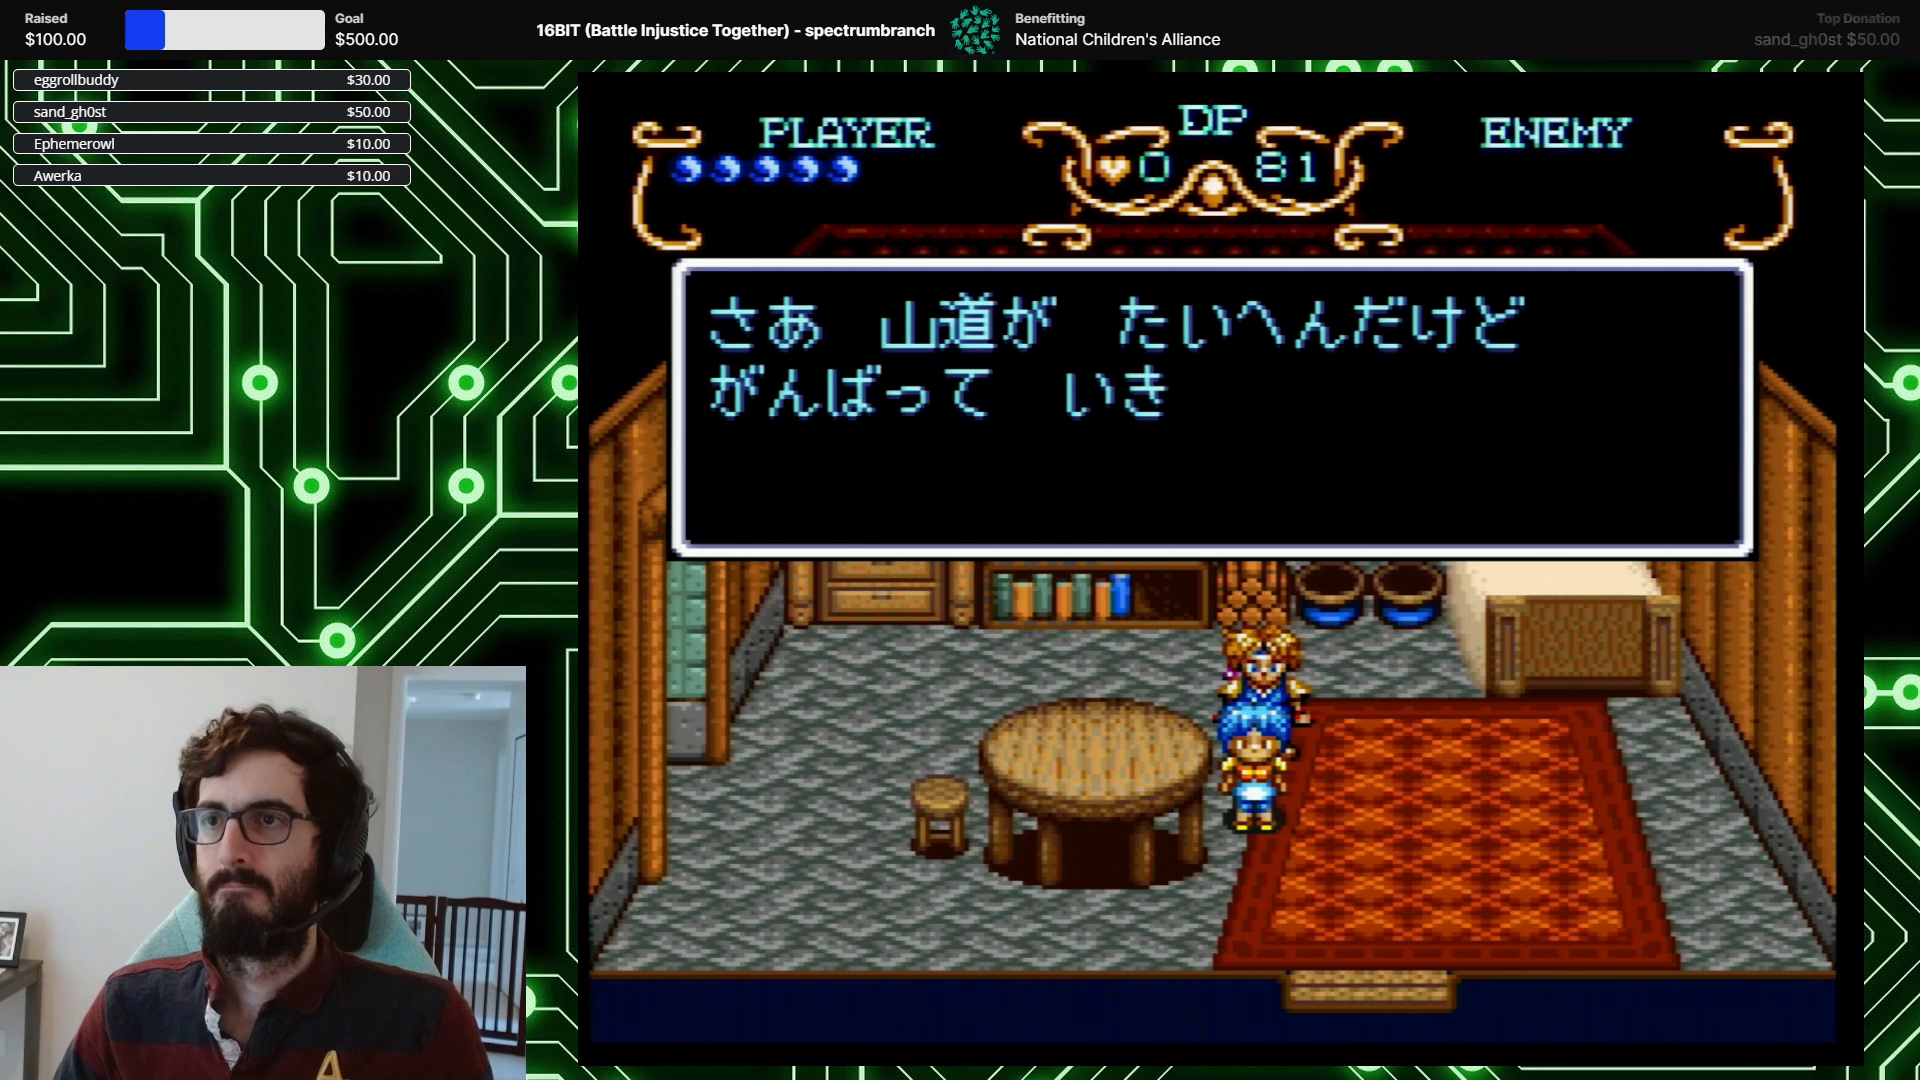 Raised
$100.00
Goal
$500.00
16BIT (Battle Injustice Together) - spectrumbranch
Benefitting
National Children's Alliance
Top Donation
sand_gh0st $50.00
eggrollbuddy $30.00
sand_gh0st $50.00
Ephemerowl $10.00
Awerka $10.00
PLAYER
DP
ENEMY
0 81
さあ 山道が たいへんだけど
がんばって いき
A